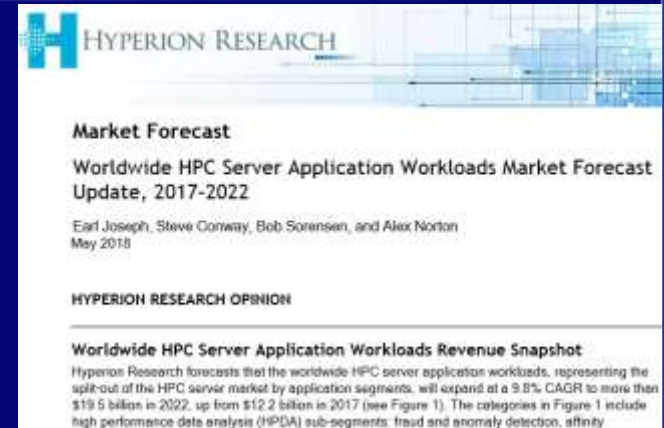 HYPERION RESEARCH
Market Forecast
Worldwide HPC Server Application Workloads Market Forecast
Update, 2017-2022
Earl Joseph, Steve Conway, Bob Sorensen, and Alex Norton
May 2018
HYPERION RESEARCH OPINION
Worldwide HPC Server Application Workloads Revenue Snapshot
Hyperion Research forecasts that the worldwide HPC server application workloads, representing the
split-out of the HPC server market by application segments, will expand at a 9.8% CAGR to more than
$19.5 billion in 2022, up from $12.2 billion in 2017 (see Figure 1). The categories in Figure 1 include
high performance data analysis (HPDA) sub-segments: fraud and anomaly detection, affinity